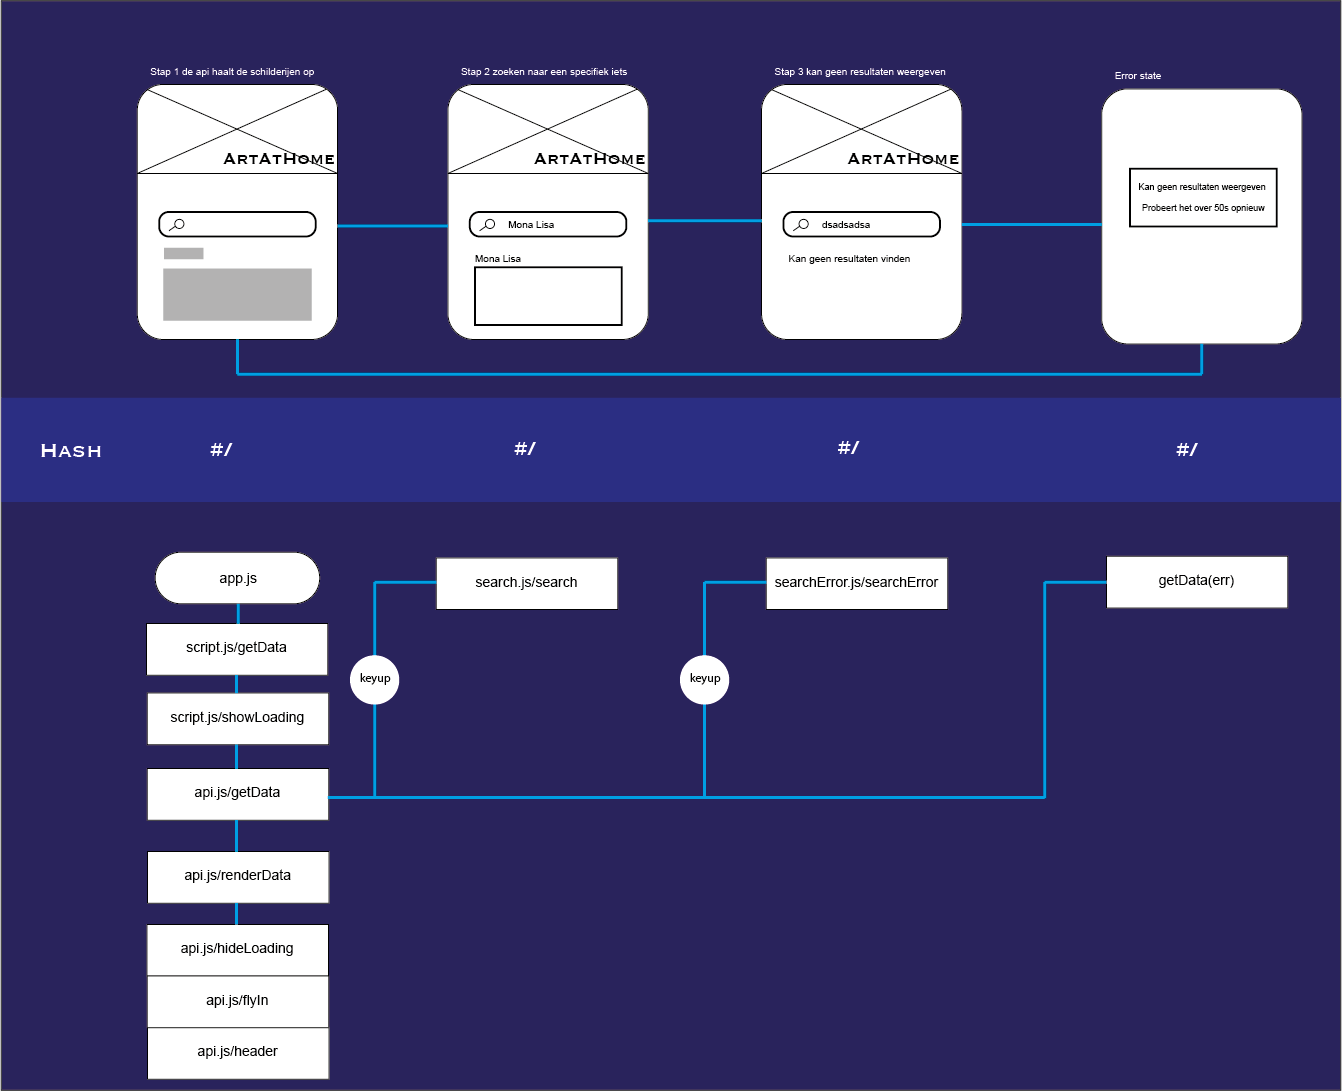 Stap 1 de api haalt de schilderijen op
Stap 2 zoeken naar een specifiek iets
Stap 3 kan geen resultaten weergeven
Error state
ArtAtHome
ArtAtHome
ArtAtHome
Kan geen resultaten weergeven
Probeert het over 50s opnieuw
Mona Lisa
dsadsadsa
Mona Lisa
Kan geen resultaten vinden
Hash
#/
#/
#/
#/
app.js
search.js/search
searchError.js/searchError
getData(err)
script.js/getData
keyup
keyup
script.js/showLoading
api.js/getData
api.js/renderData
api.js/hideLoading
api.js/flyIn
api.js/header